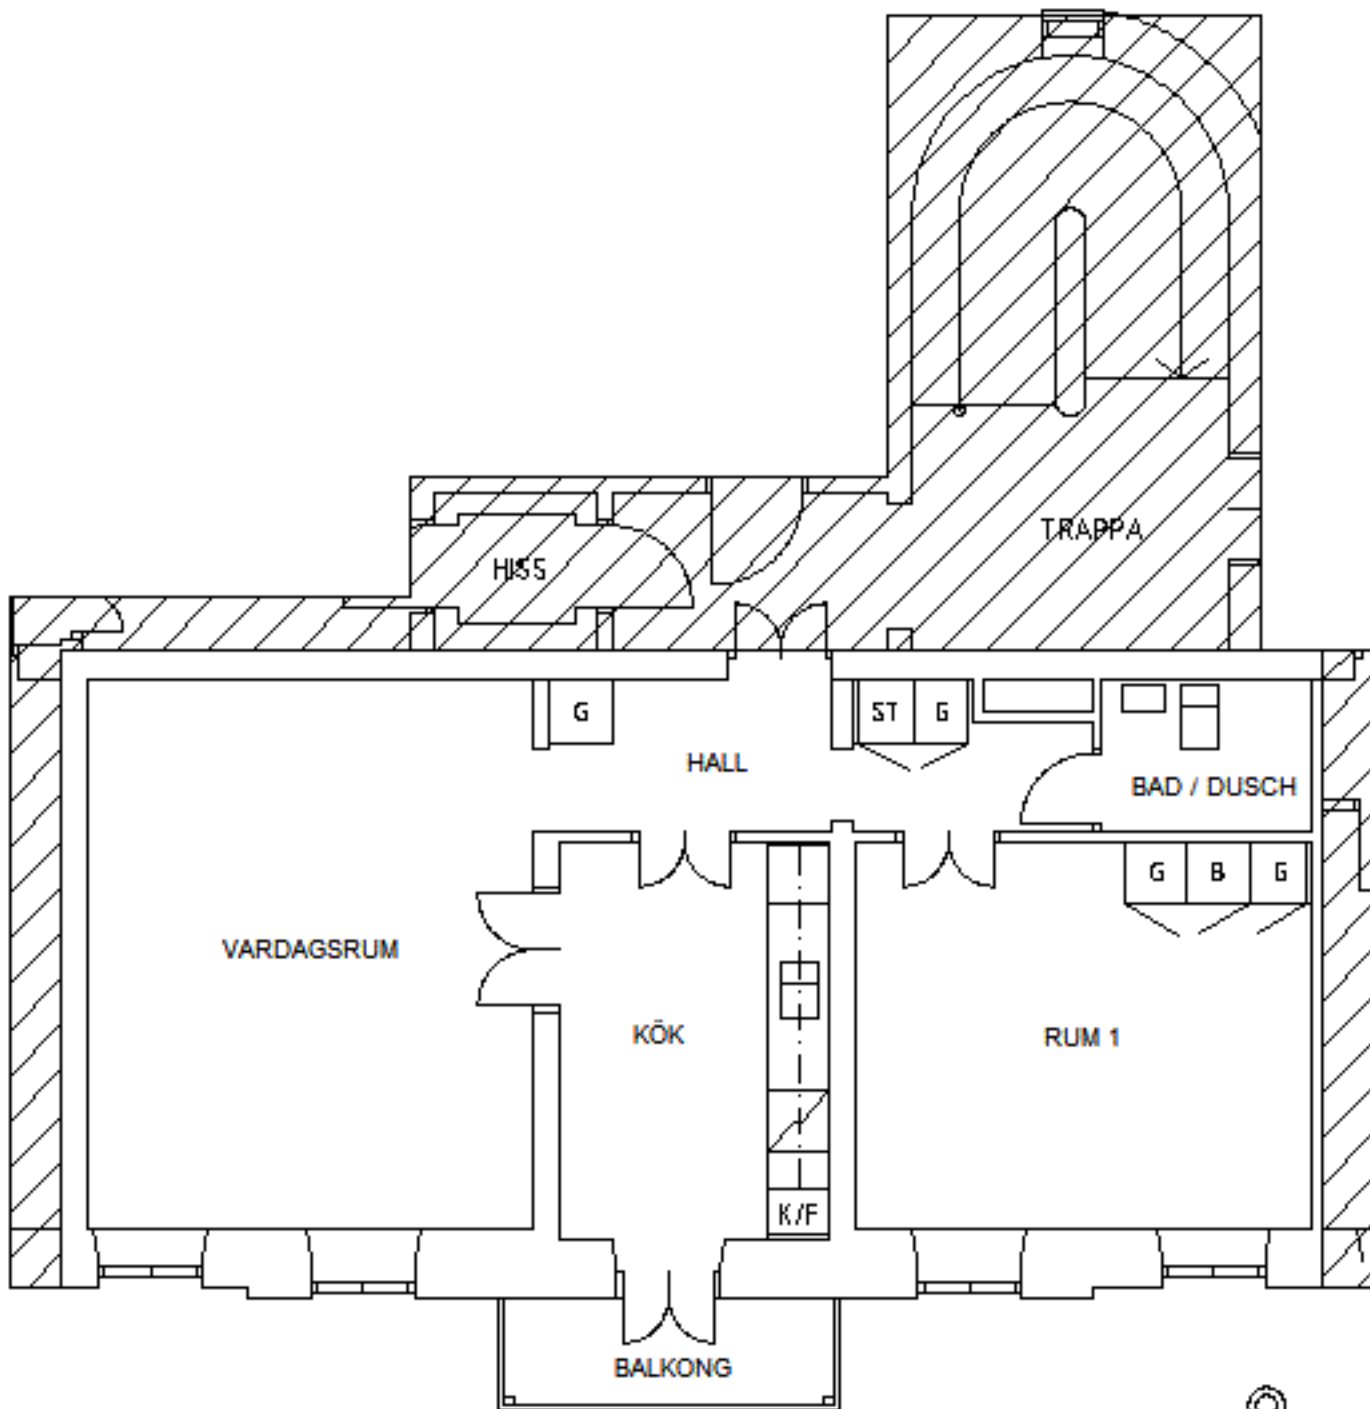 TRAPPA
HISS
G
ST
G
HALL
BAD / DUSCH
G
B
G
VARDAGSRUM
KÖK
RUM 1
K/F
BALKONG